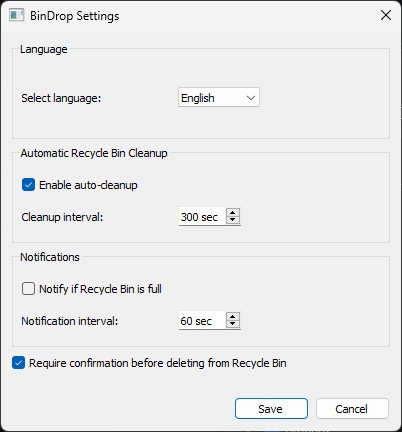 BinDrop Settings
Language
Select language:
English
Automatic Recycle Bin Cleanup
Enable auto-cleanup
Cleanup interval:
300 sec
Notifications
Notify if Recycle Bin is full
Notification interval:
60 sec
Require confirmation before deleting from Recycle Bin
Save
Cancel